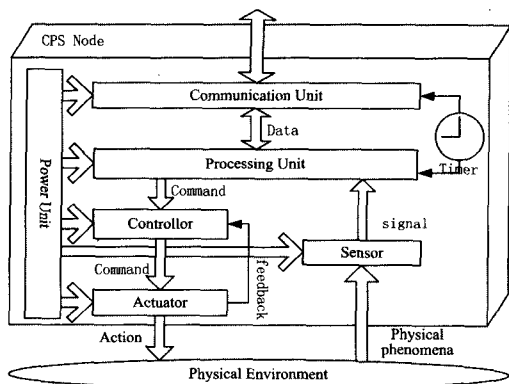 CPS Node
Communication Unit
Data
Power Unit
Processing Unit
Timer
Command
Controllor
signal
Sensor
Command
feedback
Actuator
Action
Physical
phenomena
Physical Environment